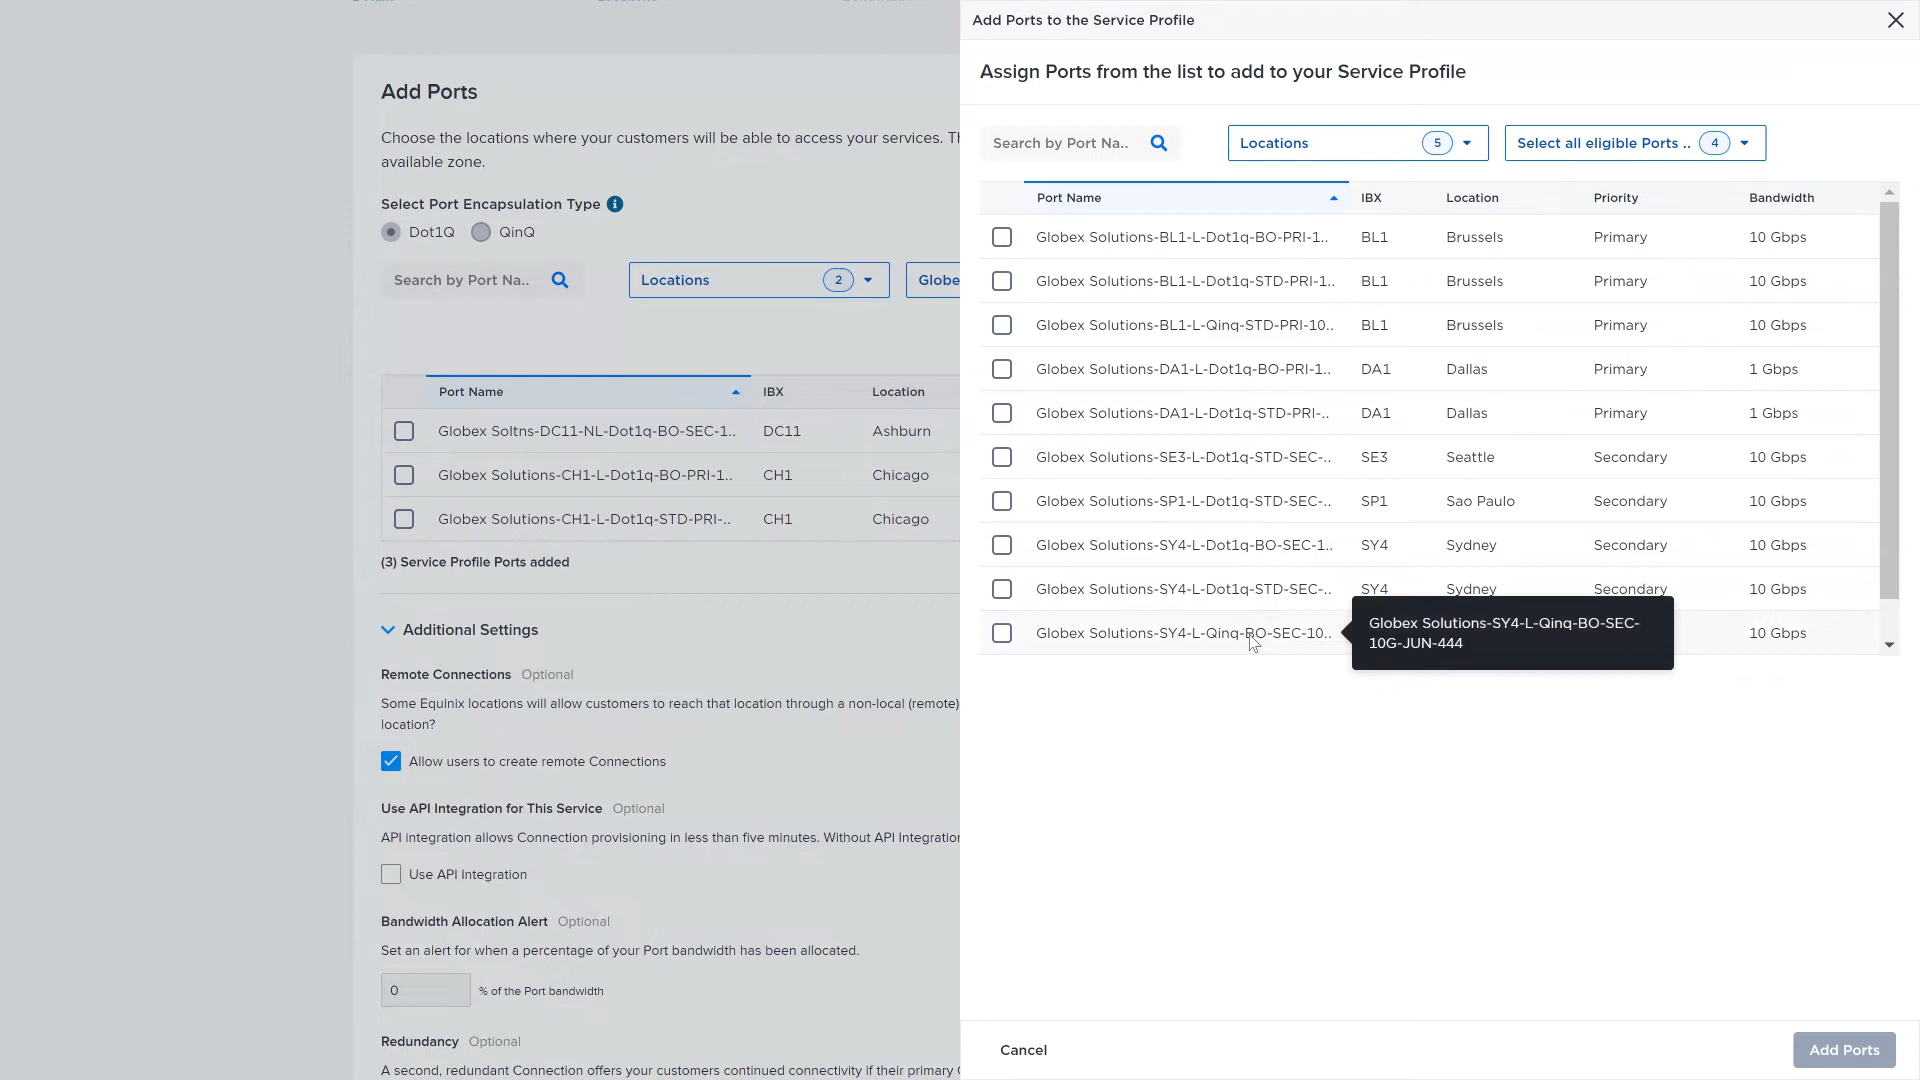 Add Ports
Choose the locations where your customers will be able to access your services. Th
available zone.
Select Port Encapsulation Type
Dot1Q QinQ
Search by Port Na.. Locations 2 Globe
Port Name IBX Location
Globex Soltns-DC11-NL-Dot1q-BO-SEC-1.. DC11 Ashburn
Globex Solutions-CH1-L-Dot1q-BO-PRI-1.. CH1 Chicago
Globex Solutions-CH1-L-Dot1q-STD-PRI-.. CH1 Chicago
(3) Service Profile Ports added
Additional Settings
Remote Connections Optional
Some Equinix locations will allow customers to reach that location through a non-local (remote)
location?
Allow users to create remote Connections
Use API Integration for This Service Optional
API integration allows Connection provisioning in less than five minutes. Without API Integration
Use API Integration
Bandwidth Allocation Alert Optional
Set an alert for when a percentage of your Port bandwidth has been allocated.
0 % of the Port bandwidth
Redundancy Optional
A second, redundant Connection offers your customers continued connectivity if their primary
Add Ports to the Service Profile
Assign Ports from the list to add to your Service Profile
Search by Port Na.. Locations 5 Select all eligible Ports .. 4
Port Name IBX Location Priority Bandwidth
Globex Solutions-BL1-L-Dot1q-BO-PRI-1.. BL1 Brussels Primary 10 Gbps
Globex Solutions-BL1-L-Dot1q-STD-PRI-1.. BL1 Brussels Primary 10 Gbps
Globex Solutions-BL1-L-Qinq-STD-PRI-10.. BL1 Brussels Primary 10 Gbps
Globex Solutions-DA1-L-Dot1q-BO-PRI-1.. DA1 Dallas Primary 1 Gbps
Globex Solutions-DA1-L-Dot1q-STD-PRI-.. DA1 Dallas Primary 1 Gbps
Globex Solutions-SE3-L-Dot1q-STD-SEC-.. SE3 Seattle Secondary 10 Gbps
Globex Solutions-SP1-L-Dot1q-STD-SEC-.. SP1 Sao Paulo Secondary 10 Gbps
Globex Solutions-SY4-L-Dot1q-BO-SEC-1.. SY4 Sydney Secondary 10 Gbps
Globex Solutions-SY4-L-Dot1q-STD-SEC-.. SY4 Sydney Secondary 10 Gbps
Globex Solutions-SY4-L-Qinq-BO-SEC-10.. 10 Gbps
Globex Solutions-SY4-L-Qinq-BO-SEC-
10G-JUN-444
Cancel Add Ports